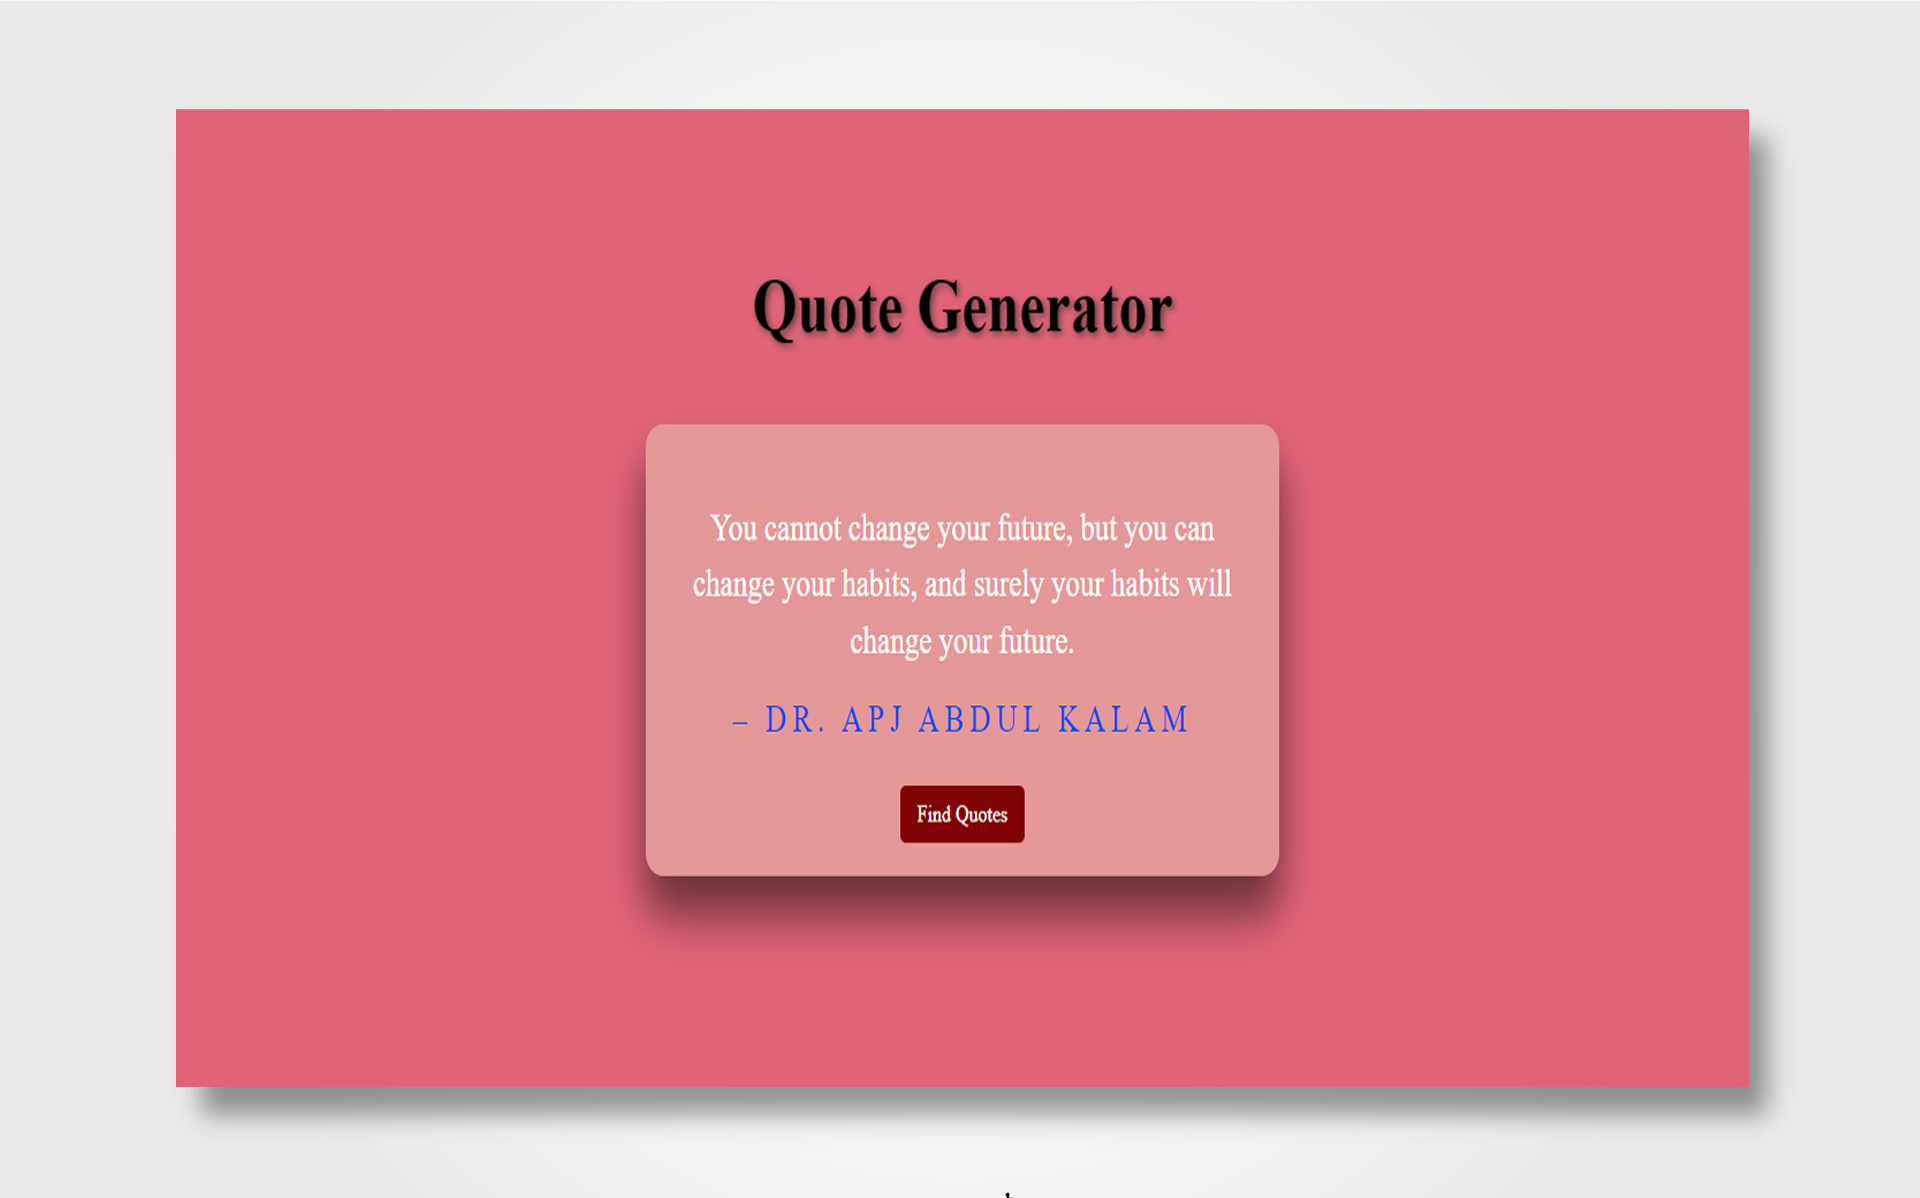 Quote Generator
You cannot change your future, but you can
change your habits, and surely your habits will
change your future.
– DR. APJ ABDUL KALAM
Find Quotes